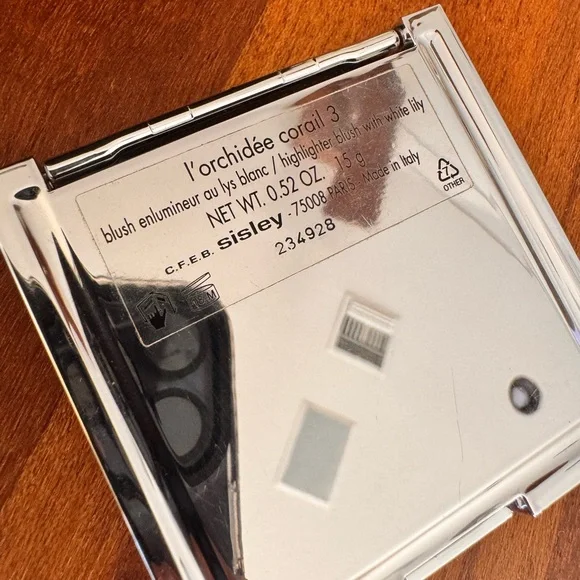 l'orchidée corail 3
blush enlumineur au lys blanc / highlighter blush with white lily
NET WT. 0.52 OZ. - 15 g
C.F.E.B. sisley - 75008 PARIS Made in Italy
234928
OTHER